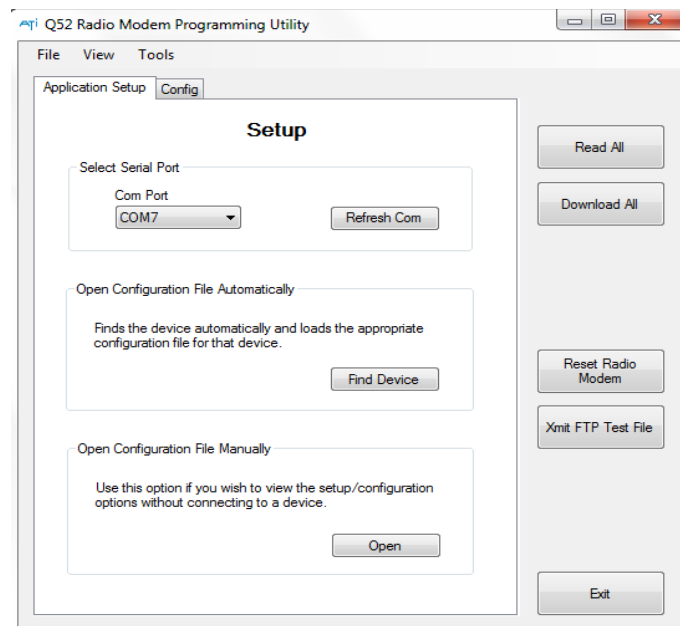 ATi Q52 Radio Modem Programming Utility
File View Tools
Application Setup Config
Setup
Select Serial Port
Com Port
COM7
Refresh Com
Open Configuration File Automatically
Finds the device automatically and loads the appropriate
configuration file for that device.
Find Device
Open Configuration File Manually
Use this option if you wish to view the setup/configuration
options without connecting to a device.
Open
Read All
Download All
Reset Radio
Modem
Xmit FTP Test File
Exit